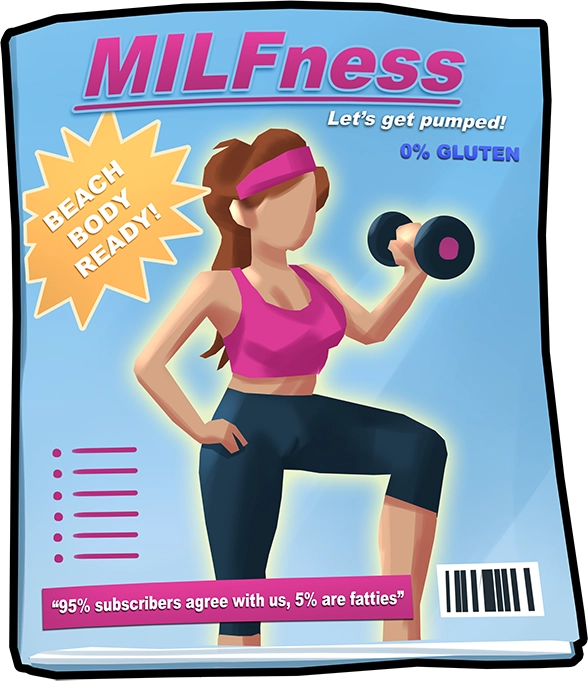 MILFness
Let's get pumped!
0% GLUTEN
BEACH
BODY
READY!
“95% subscribers agree with us, 5% are fatties”